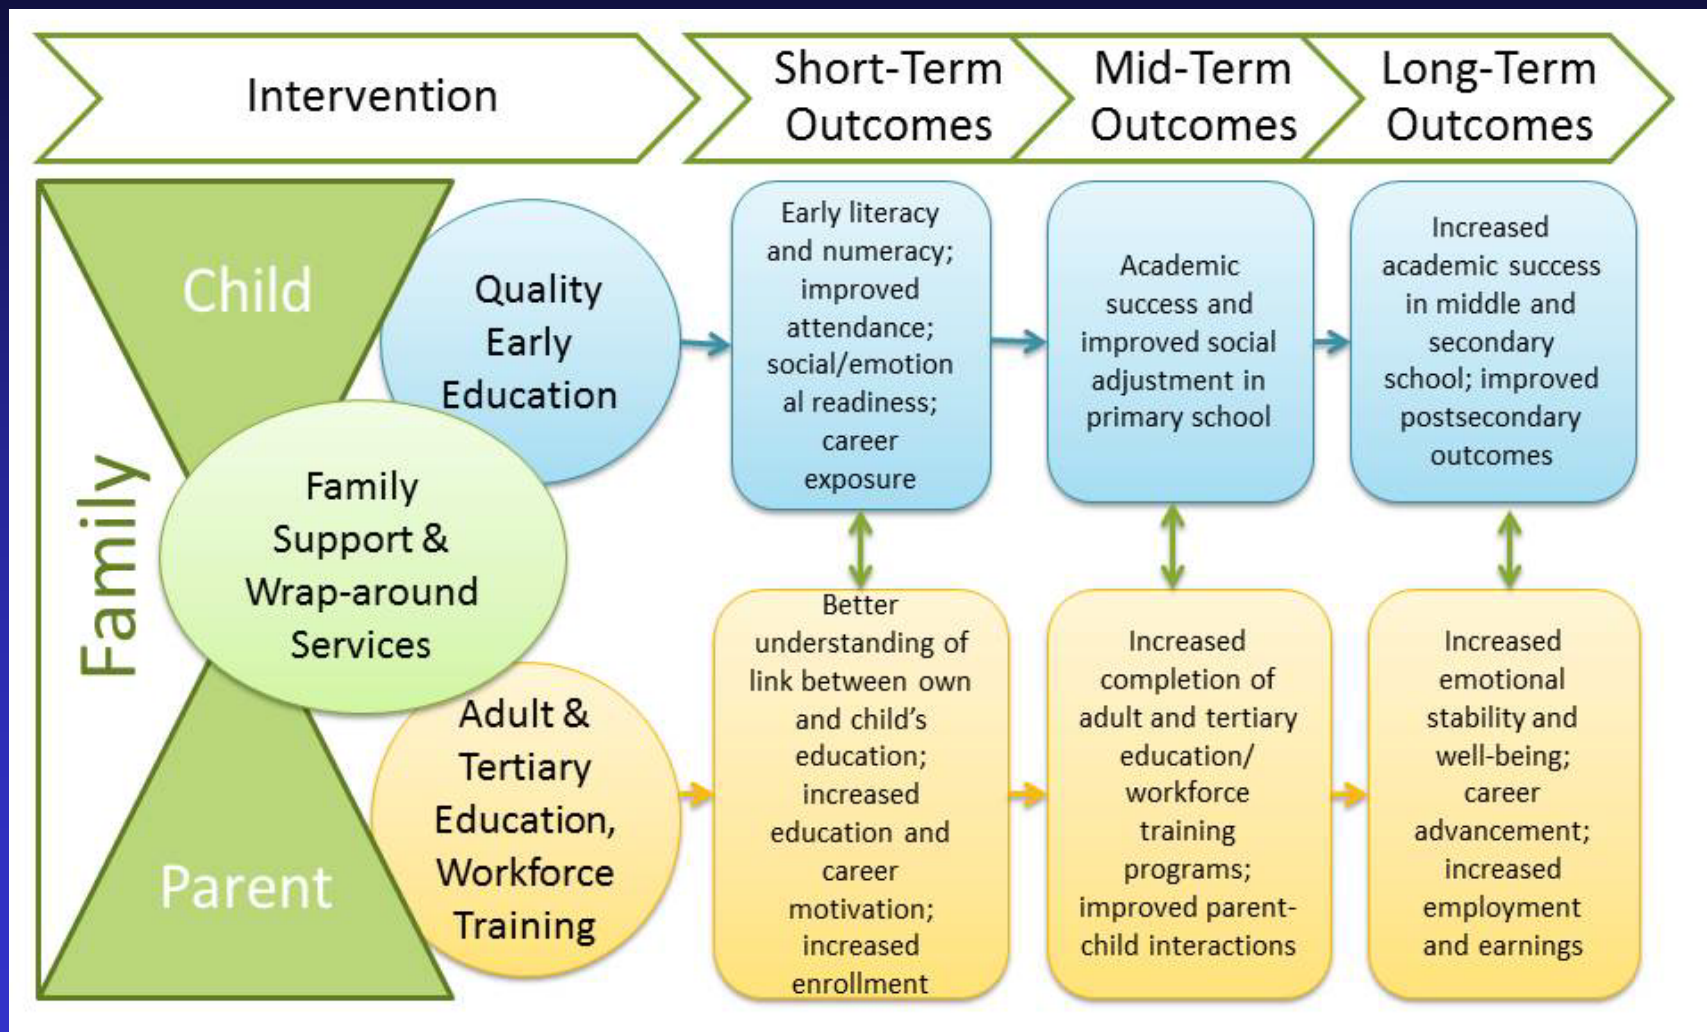 Intervention
Short-Term
Outcomes
Mid-Term
Outcomes
Long-Term
Outcomes
Family
Child
Parent
Quality
Early
Education
Family
Support &
Wrap-around
Services
Adult &
Tertiary
Education,
Workforce
Training
Early literacy
and numeracy;
improved
attendance;
social/emotion
al readiness;
career
exposure
Academic
success and
improved social
adjustment in
primary school
Increased
academic success
in middle and
secondary
school; improved
postsecondary
outcomes
Better
understanding of
link between own
and child’s
education;
increased
education and
career
motivation;
increased
enrollment
Increased
completion of
adult and tertiary
education/
workforce
training
programs;
improved parent-
child interactions
Increased
emotional
stability and
well-being;
career
advancement;
increased
employment
and earnings